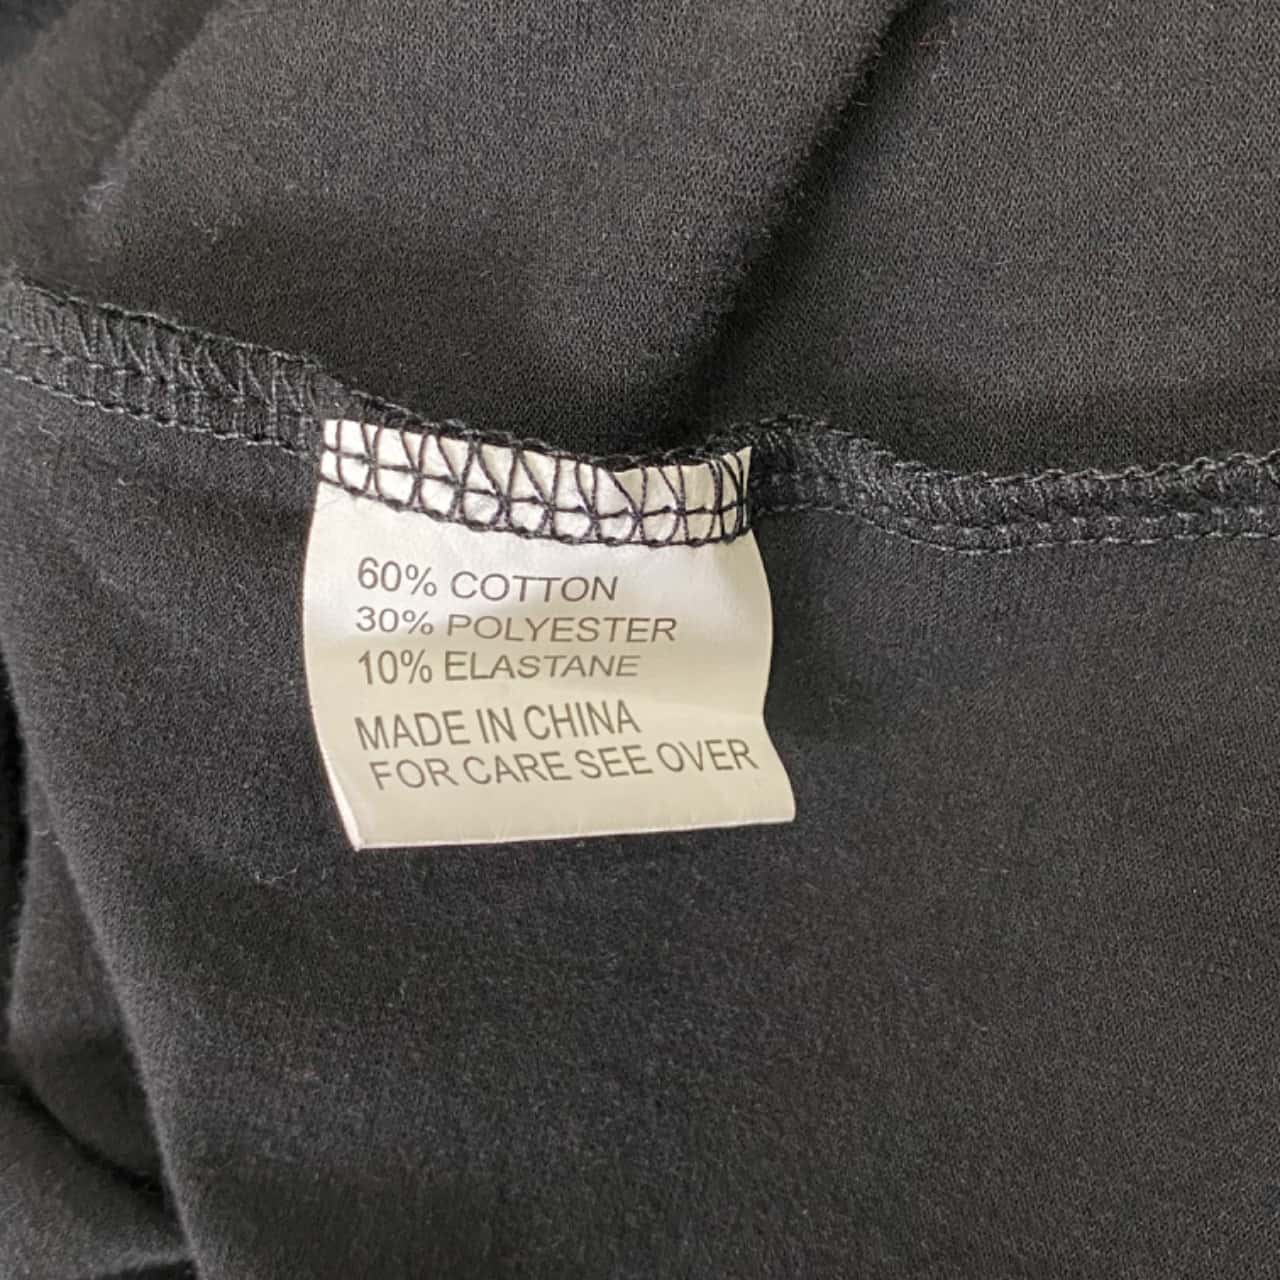 60% COTTON
30% POLYESTER
10% ELASTANE
MADE IN CHINA
FOR CARE SEE OVER